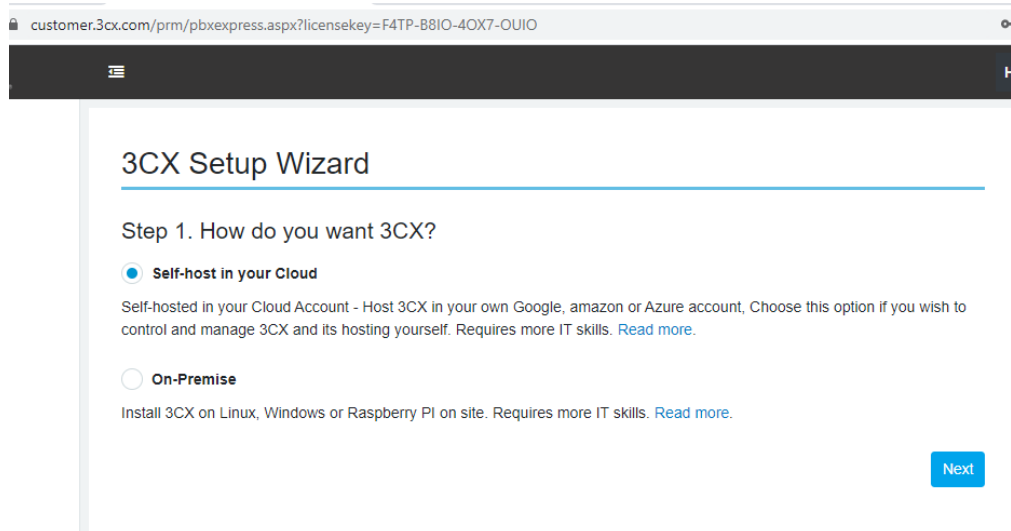 customer.3cx.com/prm/pbxexpress.aspx?licensekey=F4TP-B8IO-4OX7-OUIO
H
3CX Setup Wizard
Step 1. How do you want 3CX?
Self-host in your Cloud
Self-hosted in your Cloud Account - Host 3CX in your own Google, amazon or Azure account, Choose this option if you wish to
control and manage 3CX and its hosting yourself. Requires more IT skills. Read more.
On-Premise
Install 3CX on Linux, Windows or Raspberry PI on site. Requires more IT skills. Read more.
Next